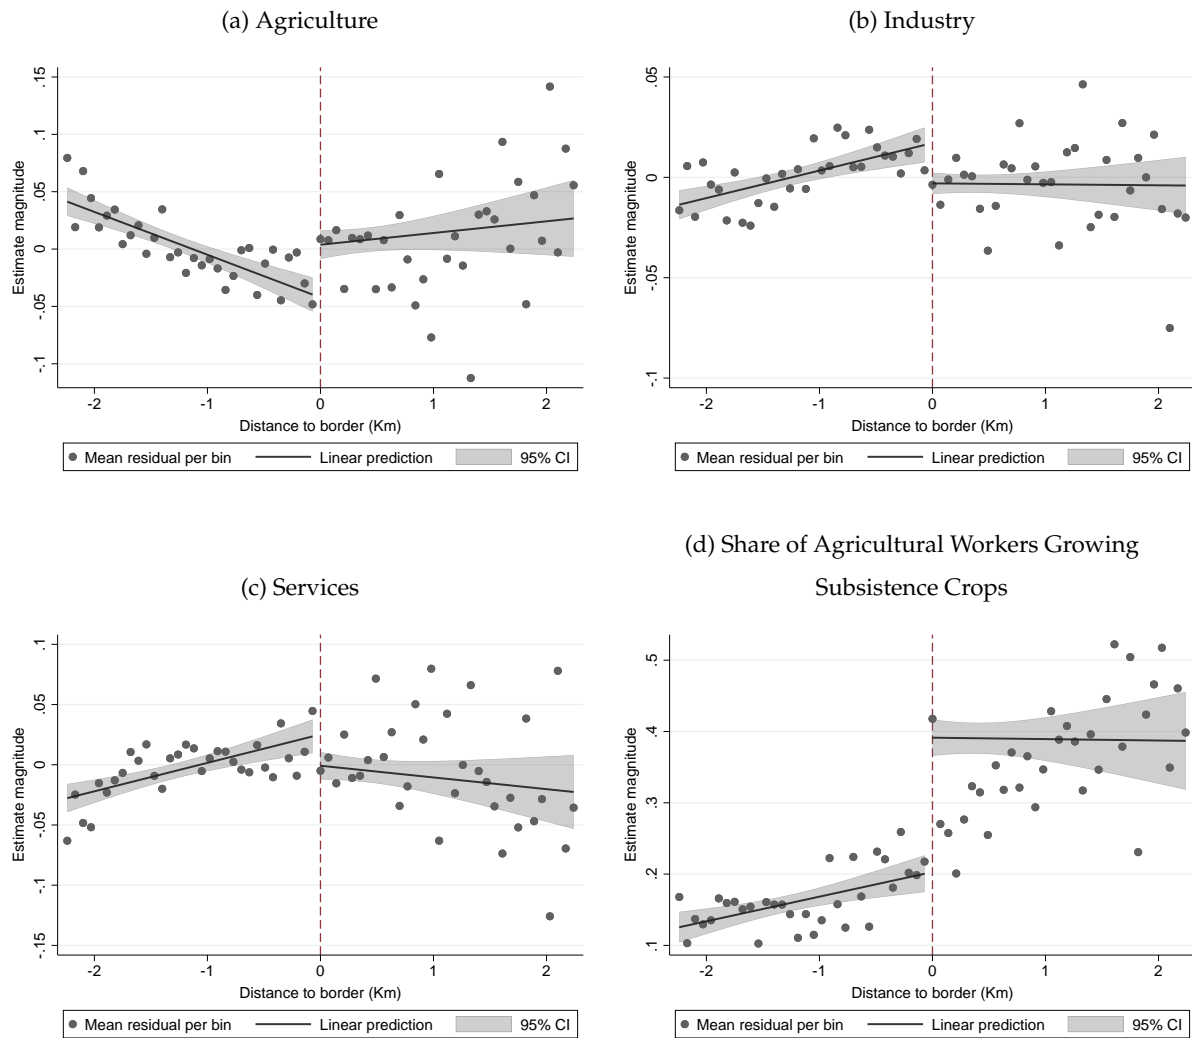 (a) Agriculture
Estimate magnitude
.15
.1
.05
0
-.05
-.1
-2 -1 0 1 2
Distance to border (Km)
Mean residual per bin Linear prediction 95% CI
(b) Industry
Estimate magnitude
.05
0
-.05
-.1
-2 -1 0 1 2
Distance to border (Km)
Mean residual per bin Linear prediction 95% CI
(c) Services
Estimate magnitude
.1
.05
0
-.05
-.1
-.15
-2 -1 0 1 2
Distance to border (Km)
Mean residual per bin Linear prediction 95% CI
(d) Share of Agricultural Workers Growing
Subsistence Crops
Estimate magnitude
.5
.4
.3
.2
.1
-2 -1 0 1 2
Distance to border (Km)
Mean residual per bin Linear prediction 95% CI